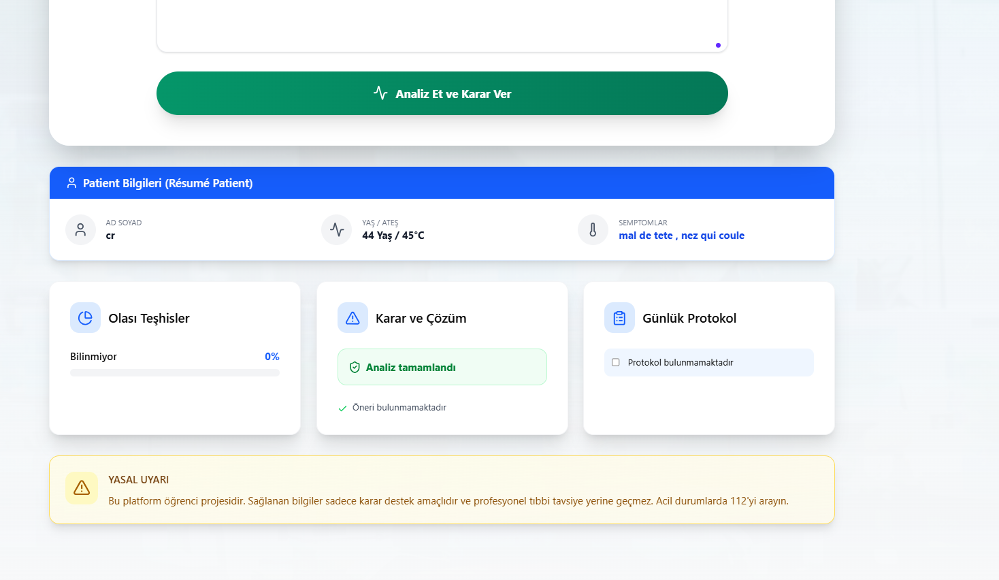 Analiz Et ve Karar Ver
Patient Bilgileri (Résumé Patient)
AD SOYAD
cr
YAŞ / ATEŞ
44 Yaş / 45°C
SEMPTOMLAR
mal de tete , nez qui coule
Olası Teşhisler
Bilinmiyor 0%
Karar ve Çözüm
Analiz tamamlandı
Öneri bulunmamaktadır
Günlük Protokol
Protokol bulunmamaktadır
YASAL UYARI
Bu platform öğrenci projesidir. Sağlanan bilgiler sadece karar destek amaçlıdır ve profesyonel tıbbi tavsiye yerine geçmez. Acil durumlarda 112'yi arayın.